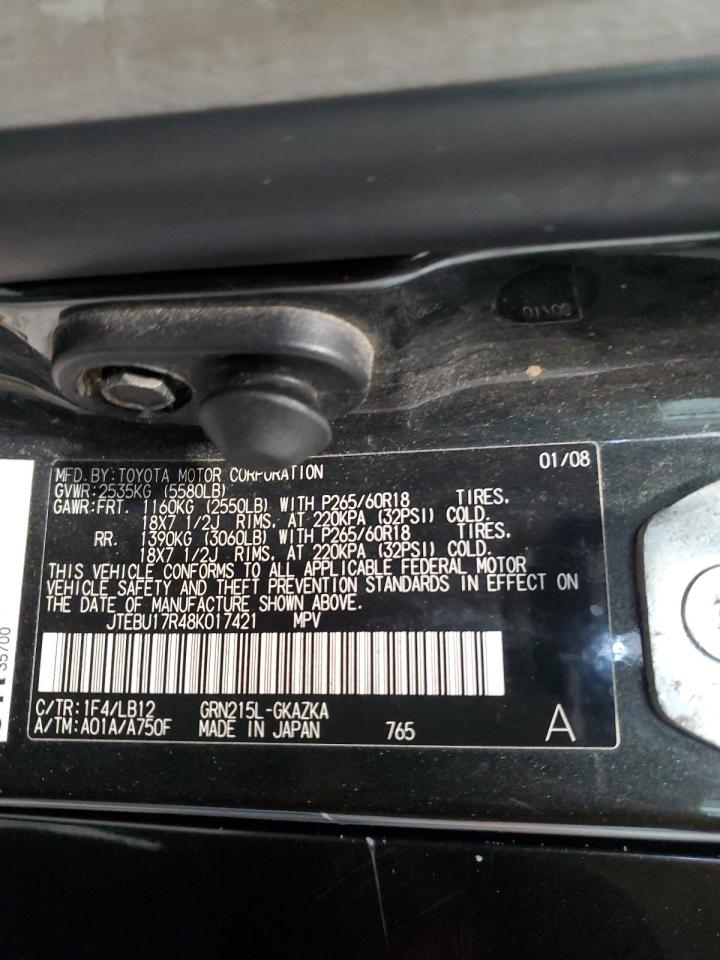 01\08
MFD.BY:TOYOTA MOTOR CORPORATION 01/08
GVWR:2535KG (5580LB)
GAWR:FRT. 1160KG (2550LB) WITH P265/60R18 TIRES.
18X7 1/2J RIMS, AT 220KPA (32PSI) COLD.
RR. 1390KG (3060LB) WITH P265/60R18 TIRES.
18X7 1/2J RIMS, AT 220KPA (32PSI) COLD.
THIS VEHICLE CONFORMS TO ALL APPLICABLE FEDERAL MOTOR
VEHICLE SAFETY AND THEFT PREVENTION STANDARDS IN EFFECT ON
THE DATE OF MANUFACTURE SHOWN ABOVE.
JTEBU17R48K017421 MPV
C/TR:1F4/LB12 GRN215L-GKAZKA
A/TM:A01A/A750F MADE IN JAPAN 765 A
35700